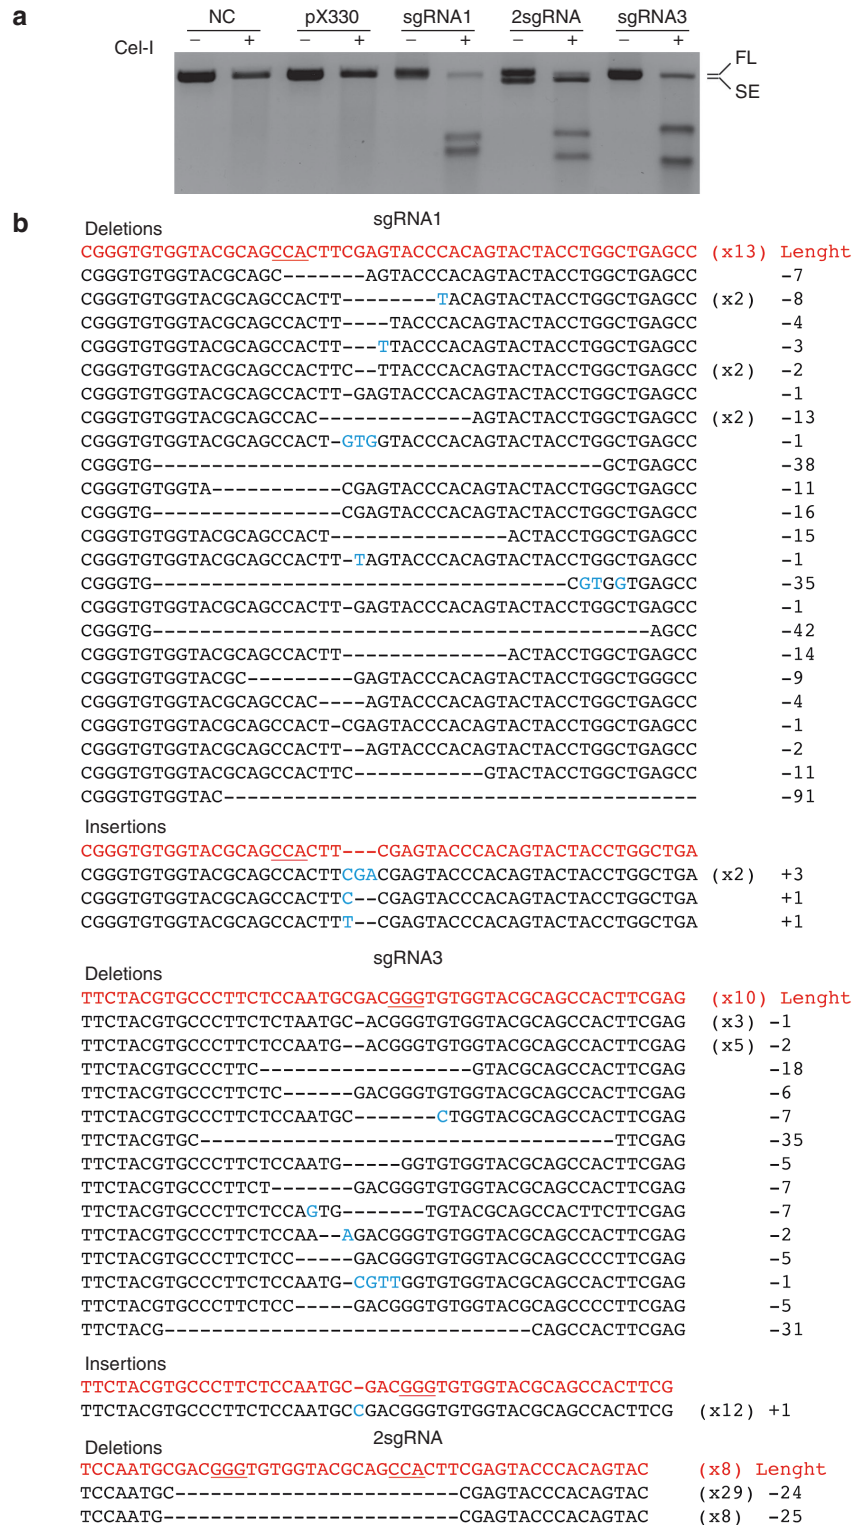 a
NC pX330 sgRNA1 2sgRNA sgRNA3
Cel-I − + − + − + − + − +
FL
SE
b
sgRNA1
Deletions
CGGGTGTGGTACGCAGCCACTTCGAGTACCCACAGTACTACCTGGCTGAGCC (x13) Lenght
CGGGTGTGGTACGCAGC-------AGTACCCACAGTACTACCTGGCTGAGCC −7
CGGGTGTGGTACGCAGCCACTT--------TACAGTACTACCTGGCTGAGCC (x2) −8
CGGGTGTGGTACGCAGCCACTT----TACCCACAGTACTACCTGGCTGAGCC −4
CGGGTGTGGTACGCAGCCACTT---TTACCCACAGTACTACCTGGCTGAGCC −3
CGGGTGTGGTACGCAGCCACTTC--TTACCCACAGTACTACCTGGCTGAGCC (x2) −2
CGGGTGTGGTACGCAGCCACTT-GAGTACCCACAGTACTACCTGGCTGAGCC −1
CGGGTGTGGTACGCAGCCAC-------------AGTACTACCTGGCTGAGCC (x2) −13
CGGGTGTGGTACGCAGCCACT-GTGGTACCCACAGTACTACCTGGCTGAGCC −1
CGGGTG--------------------------------------GCTGAGCC −38
CGGGTGTGGTA-----------CGAGTACCCACAGTACTACCTGGCTGAGCC −11
CGGGTG----------------CGAGTACCCACAGTACTACCTGGCTGAGCC −16
CGGGTGTGGTACGCAGCCACT---------------ACTACCTGGCTGAGCC −15
CGGGTGTGGTACGCAGCCACTT-TAGTACCCACAGTACTACCTGGCTGAGCC −1
CGGGTG-----------------------------------CGTGGTGAGCC −35
CGGGTGTGGTACGCAGCCACTT-GAGTACCCACAGTACTACCTGGCTGAGCC −1
CGGGTG------------------------------------------AGCC −42
CGGGTGTGGTACGCAGCCACTT--------------ACTACCTGGCTGAGCC −14
CGGGTGTGGTACGC---------GAGTACCCACAGTACTACCTGGCTGGGCC −9
CGGGTGTGGTACGCAGCCAC----AGTACCCACAGTACTACCTGGCTGAGCC −4
CGGGTGTGGTACGCAGCCACT-CGAGTACCCACAGTACTACCTGGCTGAGCC −1
CGGGTGTGGTACGCAGCCACTT--AGTACCCACAGTACTACCTGGCTGAGCC −2
CGGGTGTGGTACGCAGCCACTTC-----------GTACTACCTGGCTGAGCC −11
CGGGTGTGGTAC---------------------------------------- −91
Insertions
CGGGTGTGGTACGCAGCCACTT---CGAGTACCCACAGTACTACCTGGCTGA
CGGGTGTGGTACGCAGCCACTTCGACGAGTACCCACAGTACTACCTGGCTGA (x2) +3
CGGGTGTGGTACGCAGCCACTTC--CGAGTACCCACAGTACTACCTGGCTGA +1
CGGGTGTGGTACGCAGCCACTTT--CGAGTACCCACAGTACTACCTGGCTGA +1
sgRNA3
Deletions
TTCTACGTGCCCTTCTCCAATGCGACGGGTGTGGTACGCAGCCACTTCGAG (x10) Lenght
TTCTACGTGCCCTTCTCTAATGC-ACGGGTGTGGTACGCAGCCACTTCGAG (x3) −1
TTCTACGTGCCCTTCTCCAATG--ACGGGTGTGGTACGCAGCCACTTCGAG (x5) −2
TTCTACGTGCCCTTC------------------GTACGCAGCCACTTCGAG −18
TTCTACGTGCCCTTCTC------GACGGGTGTGGTACGCAGCCACTTCGAG −6
TTCTACGTGCCCTTCTCCAATGC-------CTGGTACGCAGCCACTTCGAG −7
TTCTACGTGC-----------------------------------TTCGAG −35
TTCTACGTGCCCTTCTCCAATG-----GGTGTGGTACGCAGCCACTTCGAG −5
TTCTACGTGCCCTTCT-------GACGGGTGTGGTACGCAGCCACTTCGAG −7
TTCTACGTGCCCTTCTCCAGTG-------TGTACGCAGCCACTTCTTCGAG −7
TTCTACGTGCCCTTCTCCAA--AGACGGGTGTGGTACGCAGCCACTTCGAG −2
TTCTACGTGCCCTTCTCC-----GACGGGTGTGGTACGCAGCCCCTTCGAG −5
TTCTACGTGCCCTTCTCCAATG-CGTTGGTGTGGTACGCAGCCACTTCGAG −1
TTCTACGTGCCCTTCTCC-----GACGGGTGTGGTACGCAGCCCCTTCGAG −5
TTCTACG-------------------------------CAGCCACTTCGAG −31
Insertions
TTCTACGTGCCCTTCTCCAATGC-GACGGGTGTGGTACGCAGCCACTTCG
TTCTACGTGCCCTTCTCCAATGCCGACGGGTGTGGTACGCAGCCACTTCG (x12) +1
2sgRNA
Deletions
TCCAATGCGACGGGTGTGGTACGCAGCCACTTCGAGTACCCACAGTAC (x8) Lenght
TCCAATGC------------------------CGAGTACCCACAGTAC (x29) −24
TCCAATG-------------------------CGAGTACCCACAGTAC (x8) −25